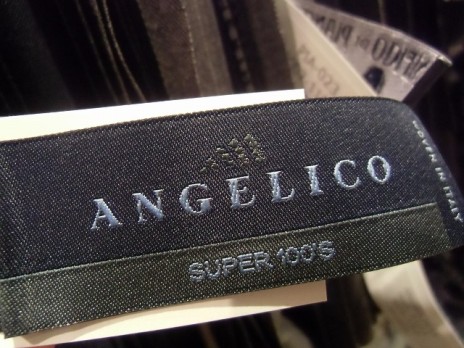 ANGELICO
SUPER 100'S
WOVEN IN ITALY